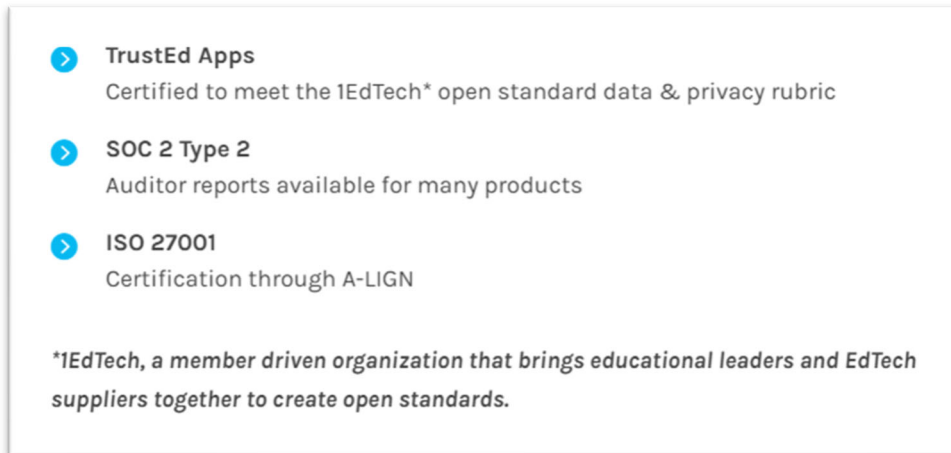 TrustEd Apps
Certified to meet the 1EdTech* open standard data & privacy rubric
SOC 2 Type 2
Auditor reports available for many products
ISO 27001
Certification through A-LIGN
*1EdTech, a member driven organization that brings educational leaders and EdTech
suppliers together to create open standards.